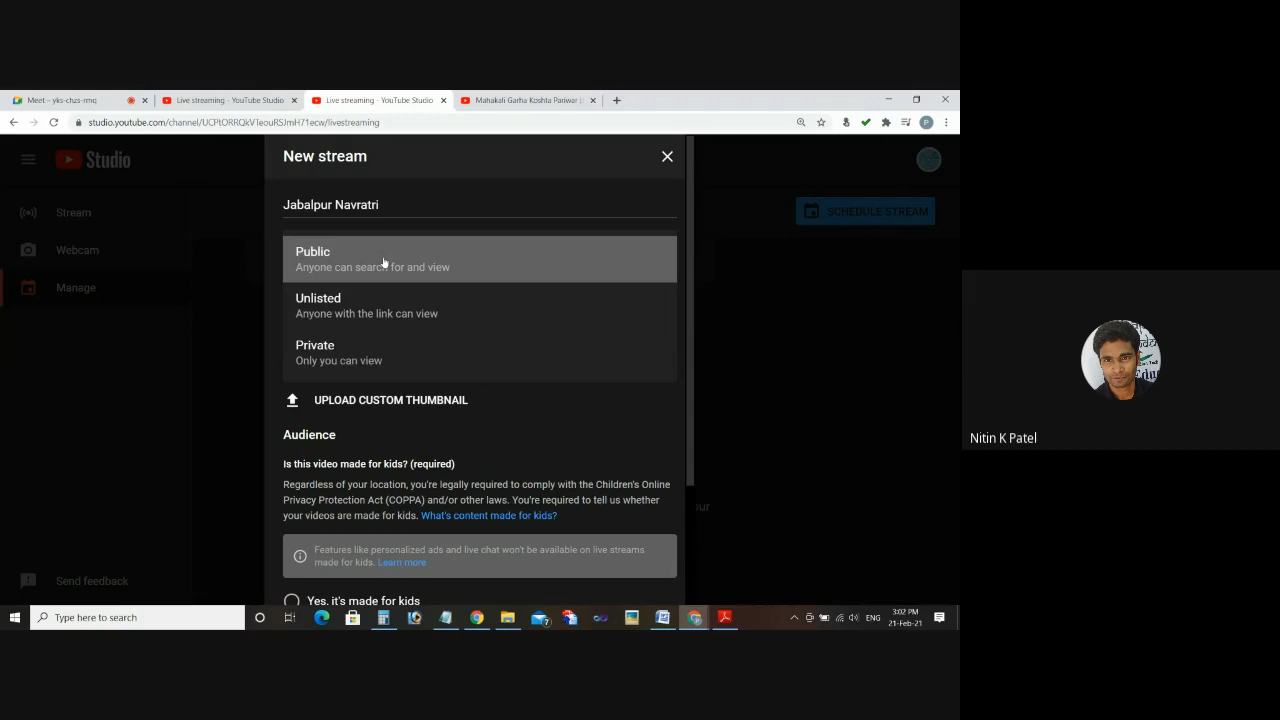 Meet – yks-chzs-rmq
Live streaming - YouTube Studio
Live streaming - YouTube Studio
Mahakali Garha Koshta Pariwar
studio.youtube.com/channel/UCPtORRQkVTeouRSJmH71ecw/livestreaming
Studio
New stream
SCHEDULE STREAM
Stream
Webcam
Manage
Jabalpur Navratri
Public
Anyone can search for and view
Unlisted
Anyone with the link can view
Private
Only you can view
UPLOAD CUSTOM THUMBNAIL
Audience
Is this video made for kids? (required)
Regardless of your location, you're legally required to comply with the Children's Online
Privacy Protection Act (COPPA) and/or other laws. You're required to tell us whether
your videos are made for kids. What's content made for kids?
Features like personalized ads and live chat won't be available on live streams
made for kids. Learn more
Yes, it's made for kids
Send feedback
Nitin K Patel
Type here to search
7
ENG
3:02 PM
21-Feb-21